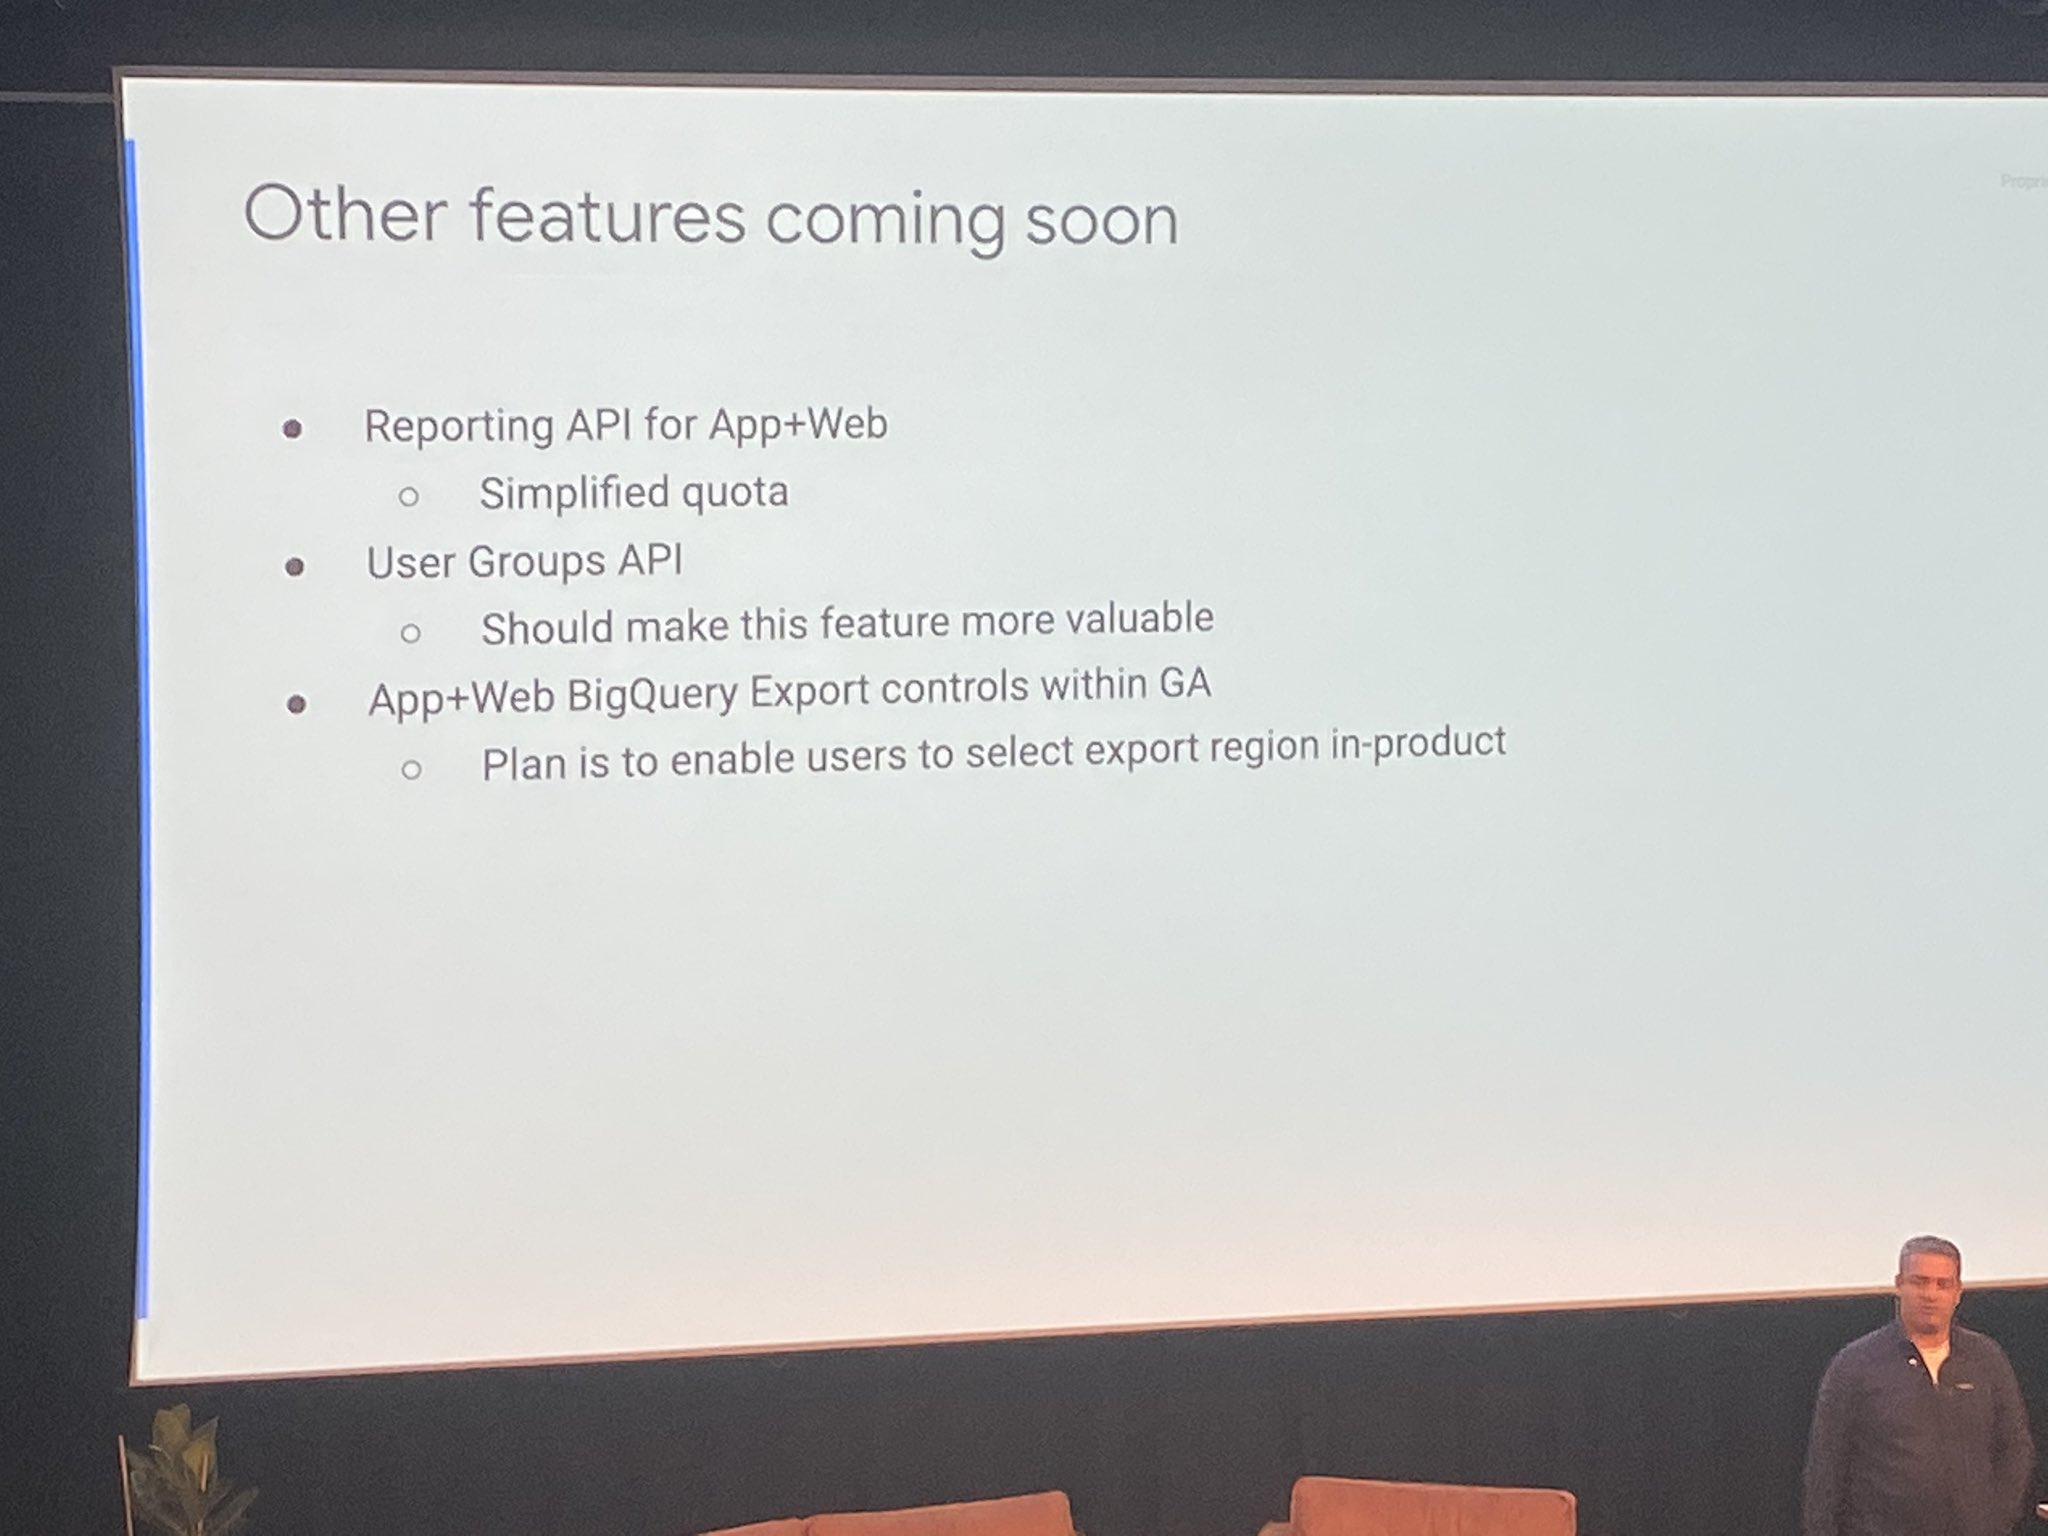 Other features coming soon
● Reporting API for App+Web
○ Simplified quota
● User Groups API
○ Should make this feature more valuable
● App+Web BigQuery Export controls within GA
○ Plan is to enable users to select export region in-product